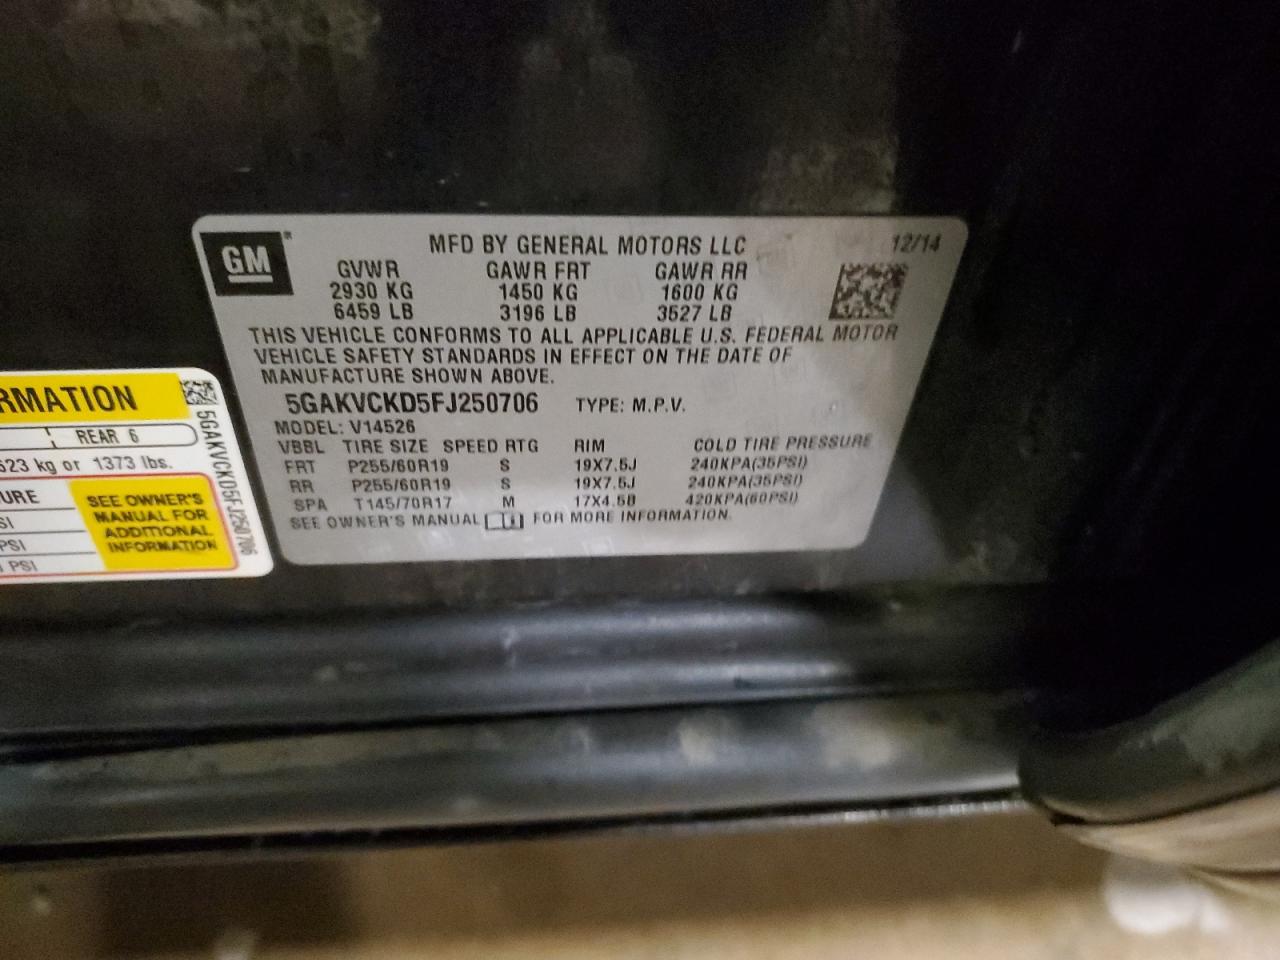 GM
MFD BY GENERAL MOTORS LLC 12/14
GVWR GAWR FRT GAWR RR
2930 KG 1450 KG 1600 KG
6459 LB 3196 LB 3527 LB
THIS VEHICLE CONFORMS TO ALL APPLICABLE U.S. FEDERAL MOTOR
VEHICLE SAFETY STANDARDS IN EFFECT ON THE DATE OF
MANUFACTURE SHOWN ABOVE.
5GAKVCKD5FJ250706 TYPE: M.P.V.
MODEL: V14526
VBBL TIRE SIZE SPEED RTG RIM COLD TIRE PRESSURE
FRT P255/60R19 S 19X7.5J 240KPA(35PSI)
RR P255/60R19 S 19X7.5J 240KPA(35PSI)
SPA T145/70R17 M 17X4.5B 420KPA(60PSI)
SEE OWNER'S MANUAL FOR MORE INFORMATION.
RMATION
REAR 6
623 kg or 1373 lbs.
URE
SI
PSI
PSI
SEE OWNER'S
MANUAL FOR
ADDITIONAL
INFORMATION
5GAKVCKD5FJ250706